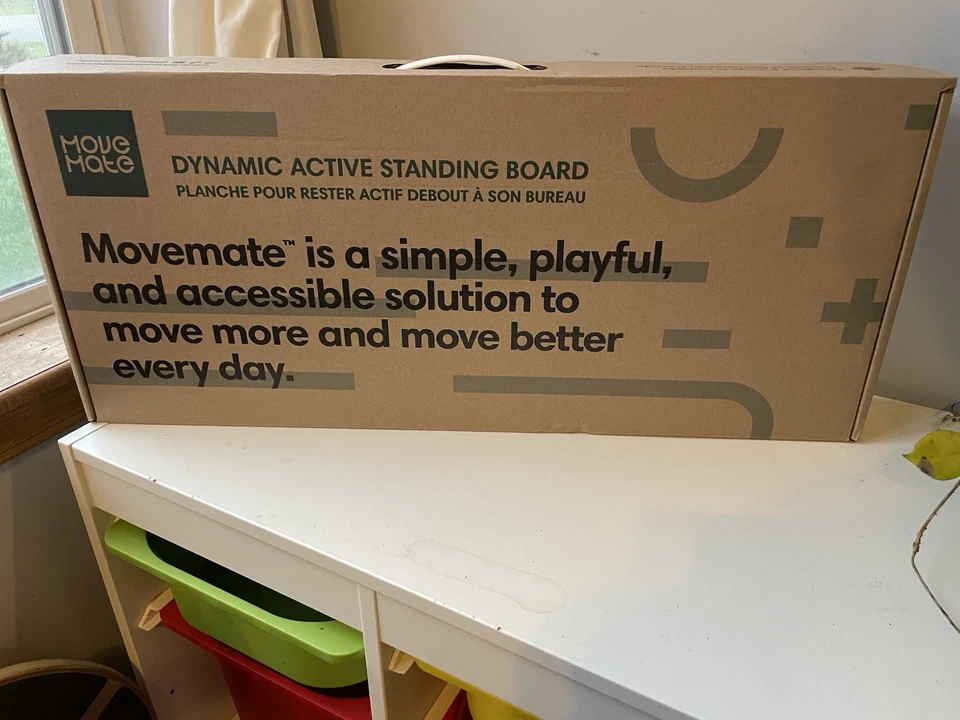 Move
Mate
DYNAMIC ACTIVE STANDING BOARD
PLANCHE POUR RESTER ACTIF DEBOUT À SON BUREAU
Movemate™ is a simple, playful,
and accessible solution to
move more and move better
every day.